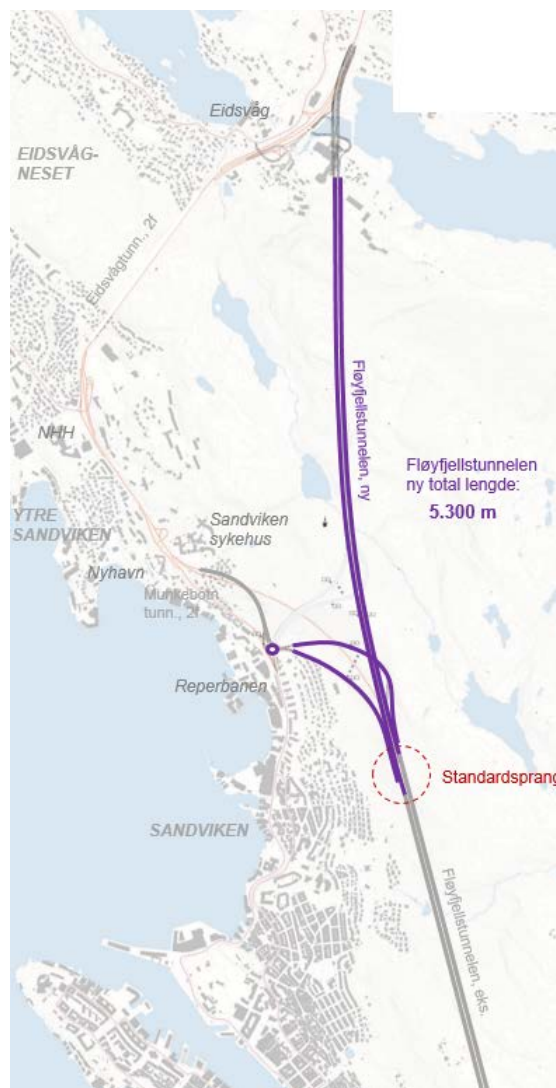 Eidsvåg
EIDSVÅG-
NESET
Eidsvågtunn., 2f
Fløyfjellstunnelen, ny
NHH
Fløyfjellstunnelen
ny total lengde:
5.300 m
YTRE
SANDVIKEN
Sandviken
sykehus
Nyhavn
Munkebotn
tunn., 2f
Reperbanen
Standardsprang
SANDVIKEN
Fløyfjellstunnelen, eks.